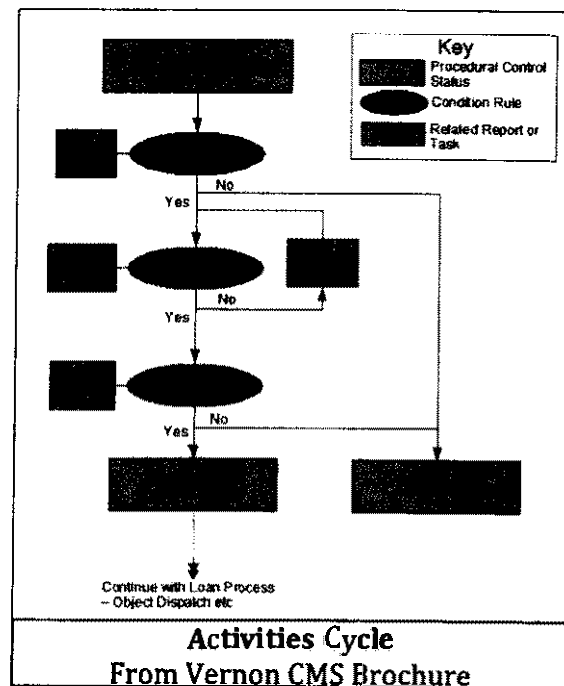 Key
Procedural Control
Status
Condition Rule
Related Report or
Task
No
Yes
No
Yes
No
Yes
Continue with Loan Process
– Object Dispatch etc
Activities Cycle
From Vernon CMS Brochure